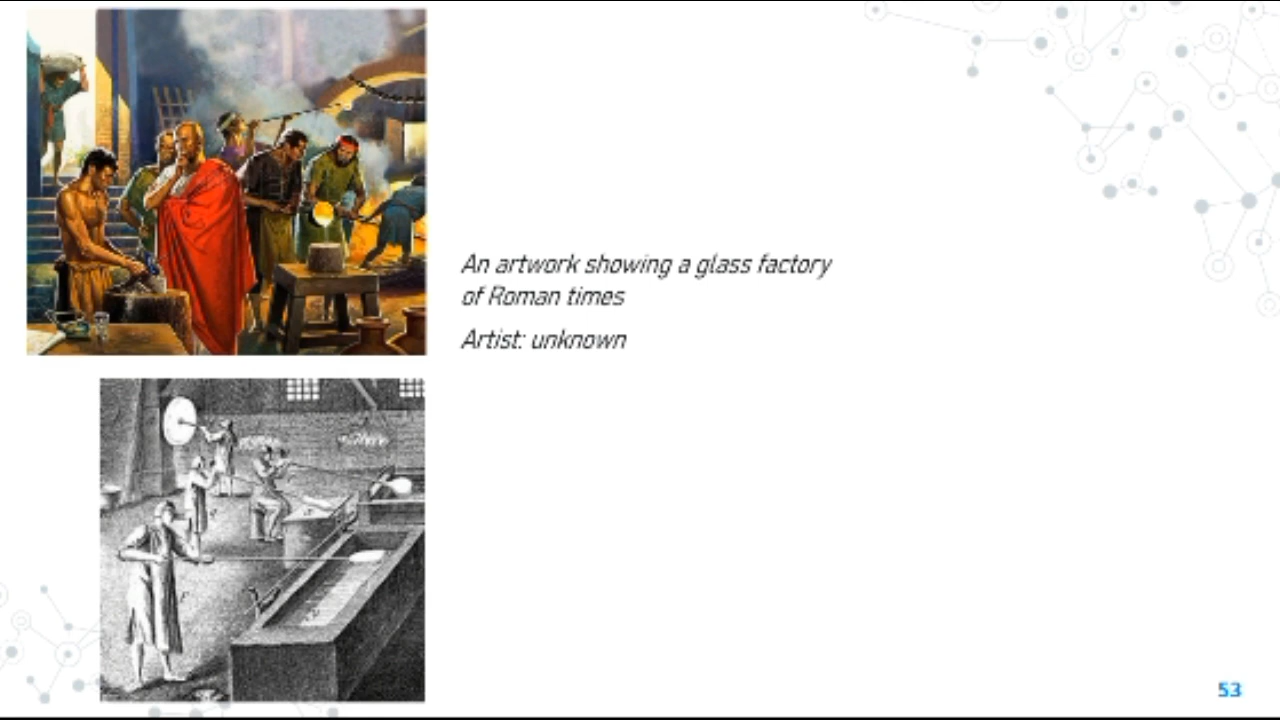 An artwork showing a glass factory
of Roman times
Artist: unknown
53